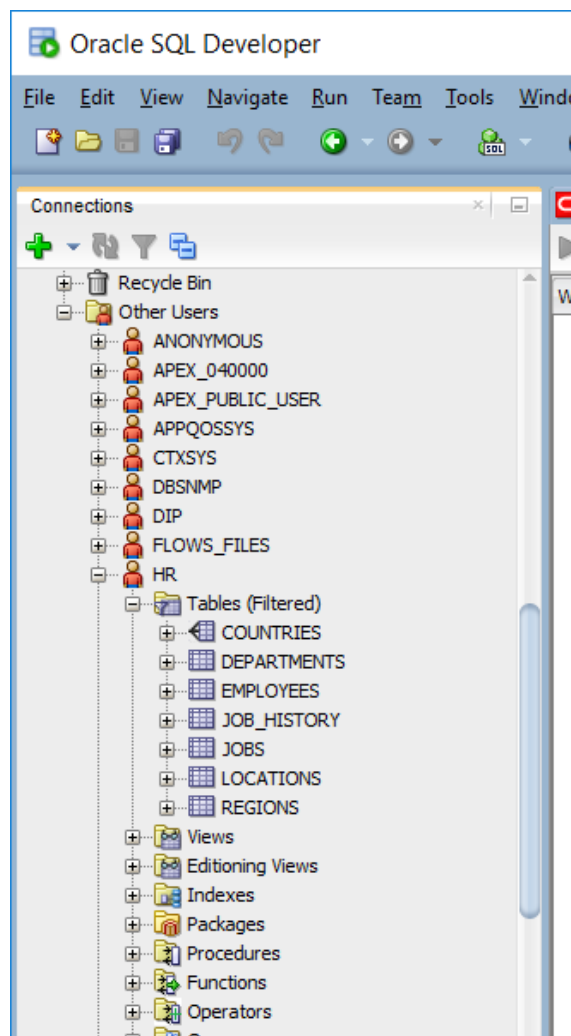 Oracle SQL Developer
File Edit View Navigate Run Team Tools
SQL
Connections
Recycle Bin
Other Users
ANONYMOUS
APEX_040000
APEX_PUBLIC_USER
APPQOSSYS
CTXSYS
DBSNMP
DIP
FLOWS_FILES
HR
Tables (Filtered)
COUNTRIES
DEPARTMENTS
EMPLOYEES
JOB_HISTORY
JOBS
LOCATIONS
REGIONS
Views
Editioning Views
Indexes
Packages
Procedures
Functions
Operators